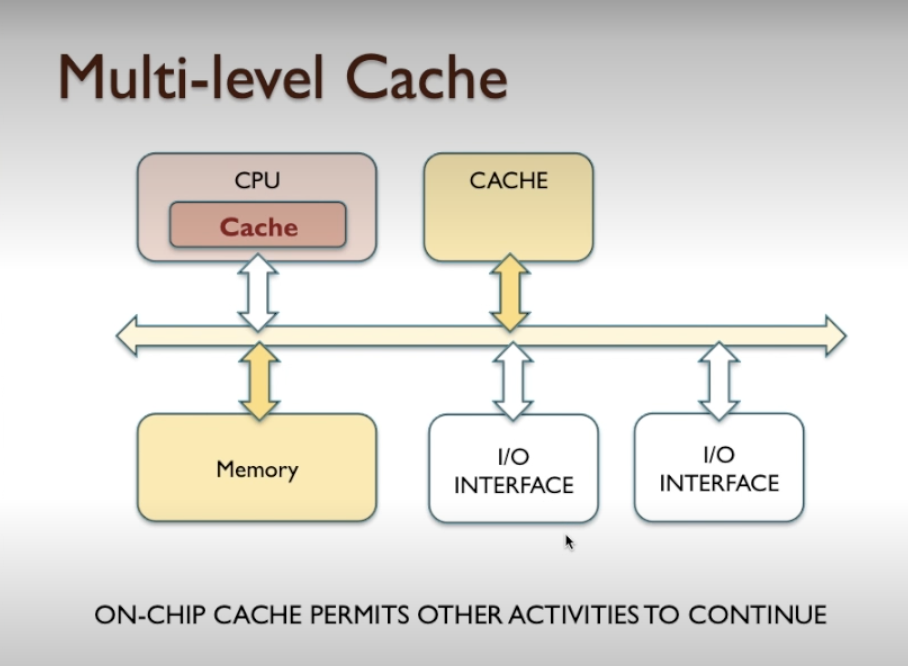 Multi-level Cache
CPU
Cache
CACHE
Memory
I/O
INTERFACE
I/O
INTERFACE
ON-CHIP CACHE PERMITS OTHER ACTIVITIES TO CONTINUE